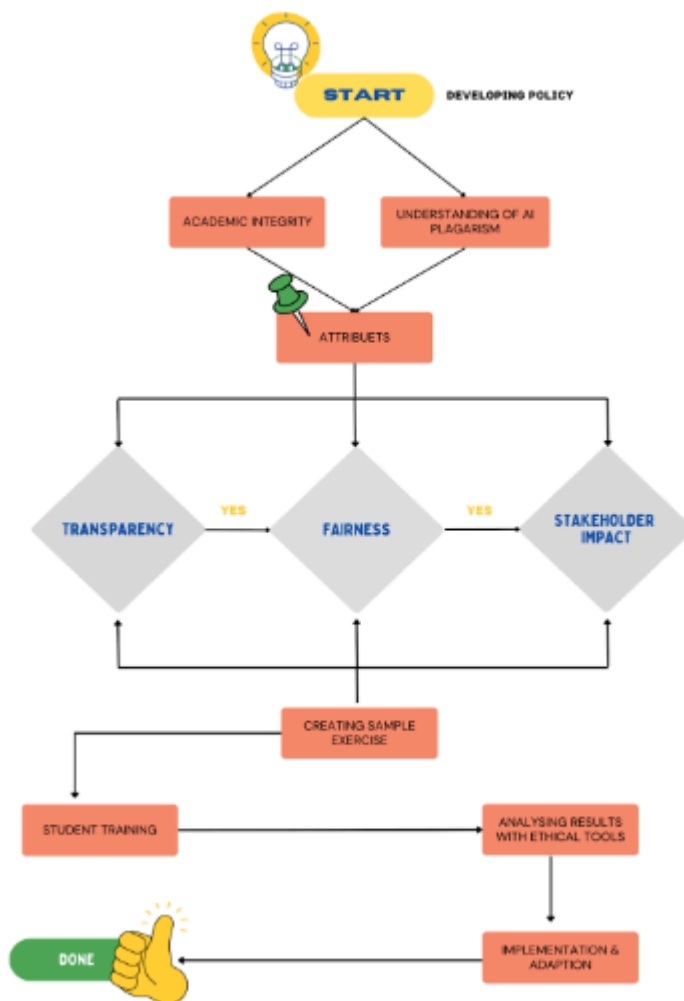 START
DEVELOPING POLICY
ACADEMIC INTEGRITY
UNDERSTANDING OF AI
PLAGARISM
ATTRIBUETS
TRANSPARENCY
YES
FAIRNESS
YES
STAKEHOLDER
IMPACT
CREATING SAMPLE
EXERCISE
STUDENT TRAINING
ANALYSING RESULTS
WITH ETHICAL TOOLS
IMPLEMENTATION &
ADAPTION
DONE